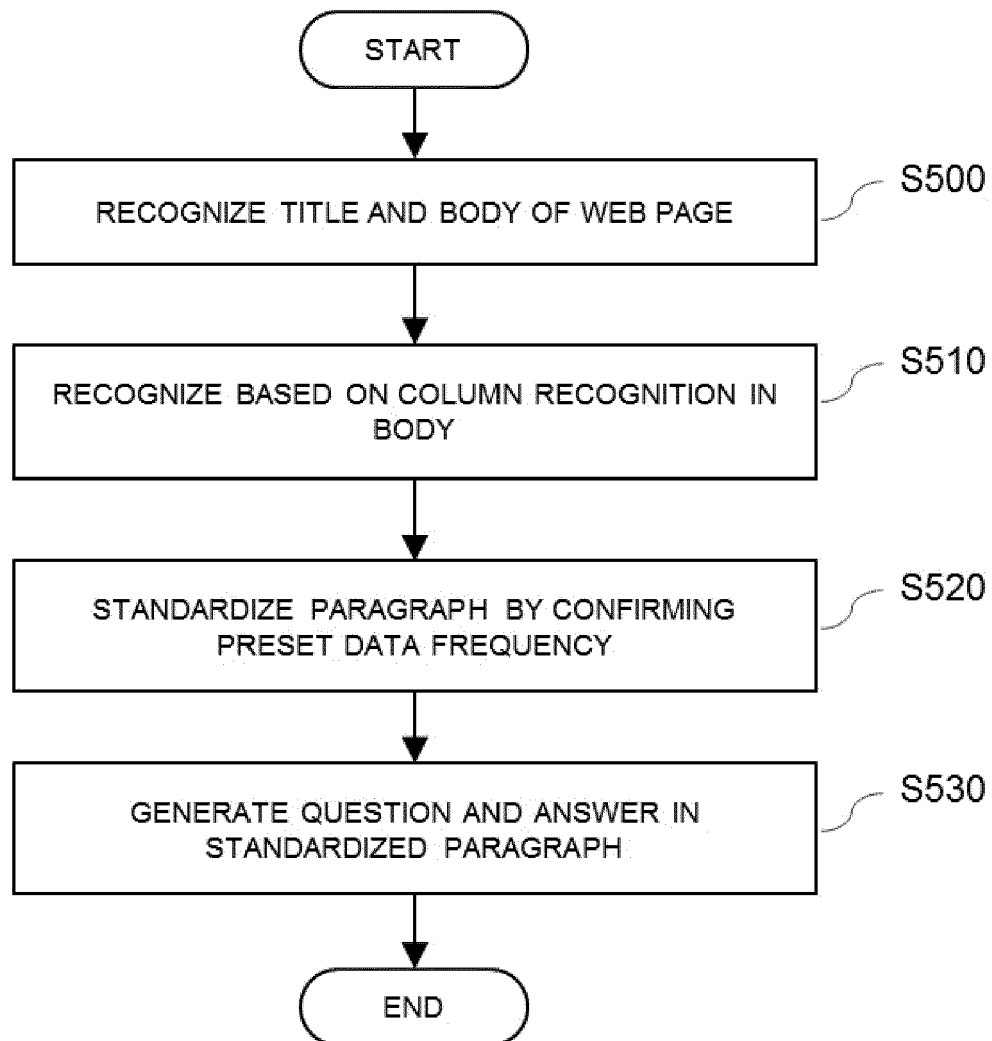 START
RECOGNIZE TITLE AND BODY OF WEB PAGE
S500
RECOGNIZE BASED ON COLUMN RECOGNITION IN
BODY
S510
STANDARDIZE PARAGRAPH BY CONFIRMING
PRESET DATA FREQUENCY
S520
GENERATE QUESTION AND ANSWER IN
STANDARDIZED PARAGRAPH
S530
END